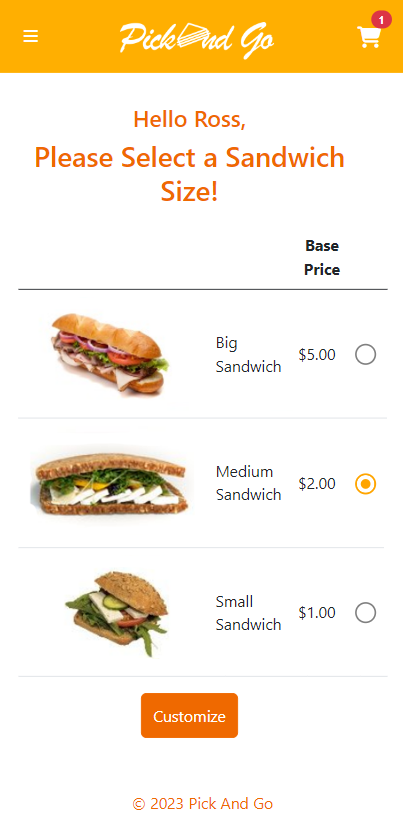 Pick And Go
1
Hello Ross,
Please Select a Sandwich
Size!
Base
Price
Big
Sandwich
$5.00
Medium
Sandwich
$2.00
Small
Sandwich
$1.00
Customize
© 2023 Pick And Go